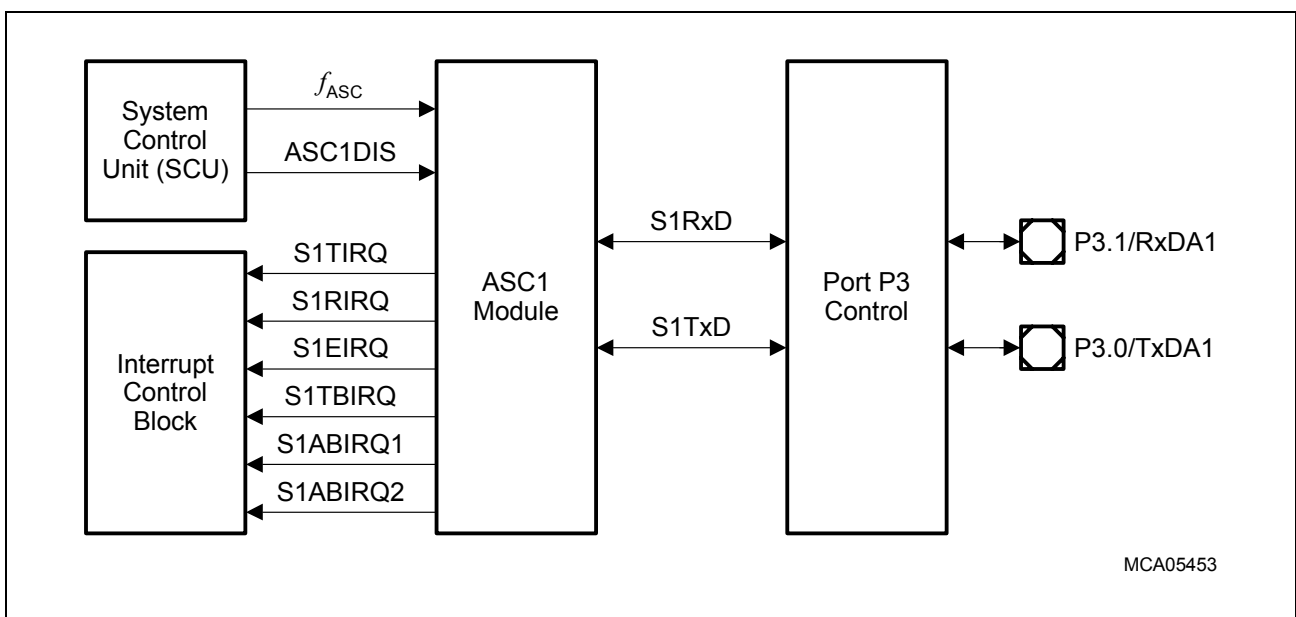 System
Control
Unit (SCU)
fASC
ASC1DIS
Interrupt
Control
Block
S1TIRQ
S1RIRQ
S1EIRQ
S1TBIRQ
S1ABIRQ1
S1ABIRQ2
ASC1
Module
S1RxD
S1TxD
Port P3
Control
P3.1/RxDA1
P3.0/TxDA1
MCA05453